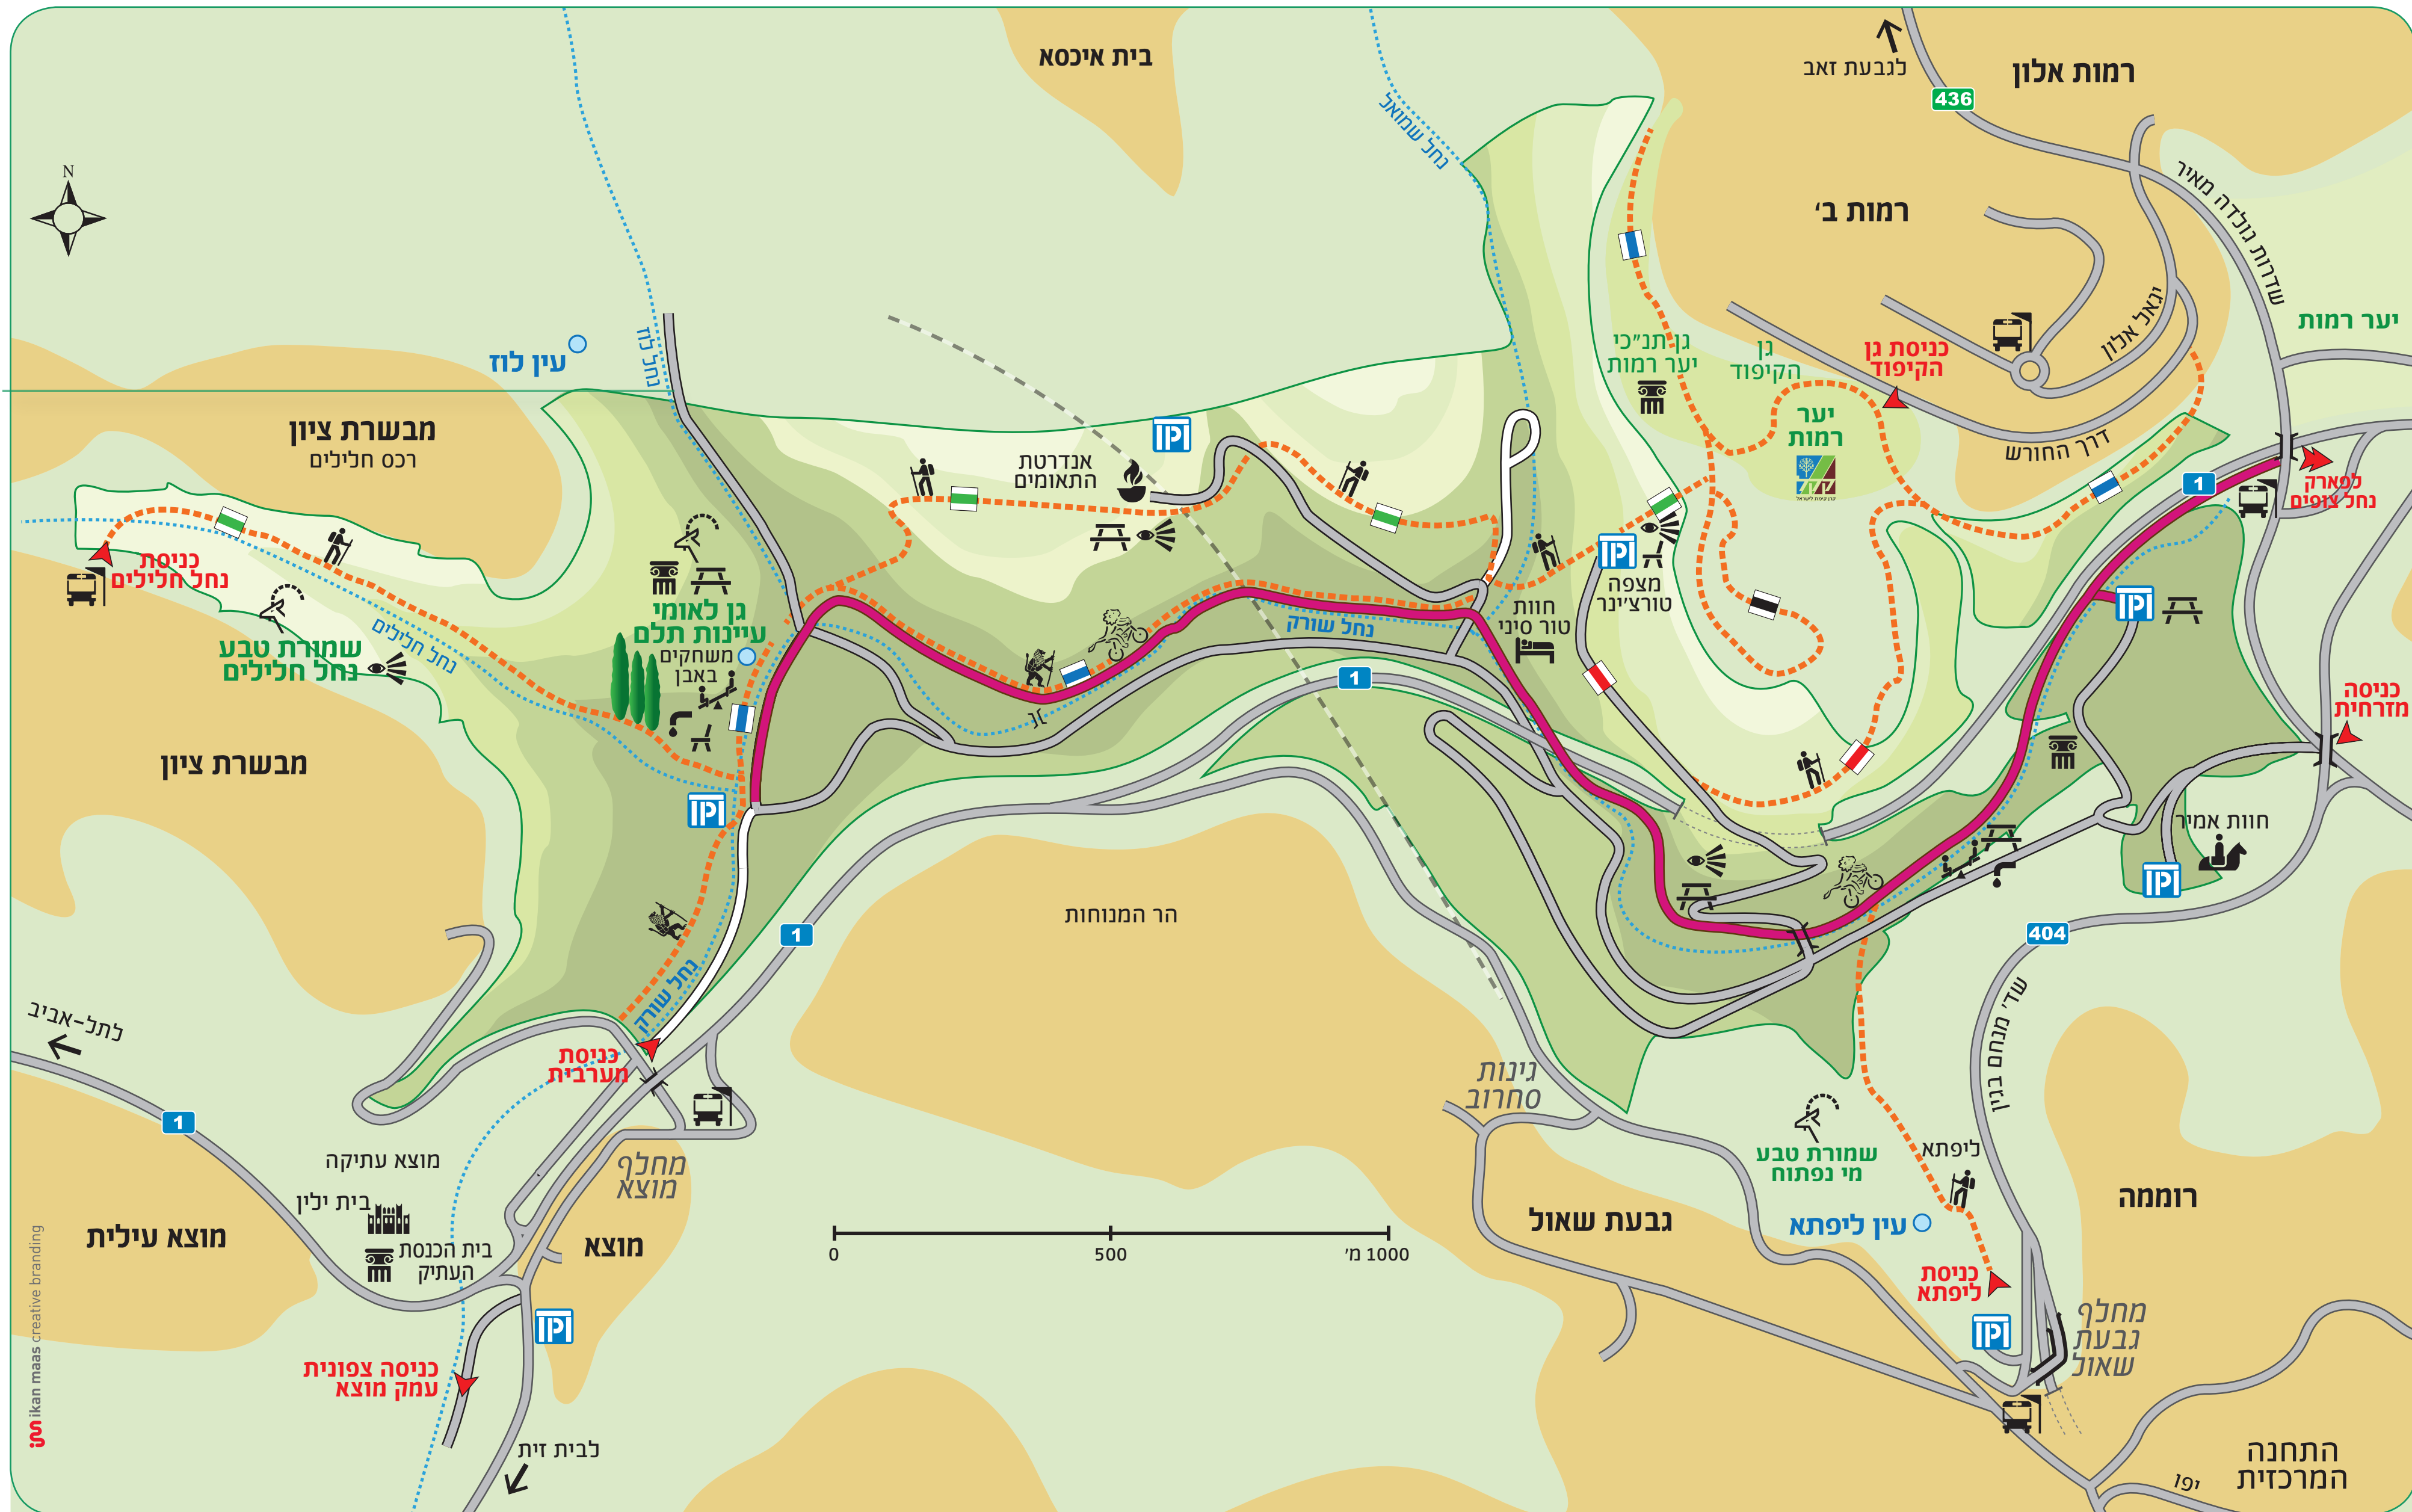 בית איכסא
לגבעת זאב
רמות אלון
436
נחל שמואל
שדרות גולדה מאיר
רמות ב'
יגאל אלון
יער רמות
N
עין לוז
נחל לוז
גן תנ"כי
יער רמות
גן
הקיפוד
כניסת גן
הקיפוד
יער
רמות
דרך החורש
מבשרת ציון
רכס חלילים
אנדרטת
התאומים
1
לפארק
נחל צופים
כניסת
נחל חלילים
נחל חלילים
שמורת טבע
נחל חלילים
גן לאומי
עיינות תלם
משחקים
באבן
מצפה
טורצ'ינר
חוות
טור סיני
נחל שורק
1
כניסה
מזרחית
מבשרת ציון
חוות אמיר
הר המנוחות
1
404
נחל שורק
שד' מנחם בגין
לתל-אביב
כניסת
מערבית
גינות
סחרוב
1
מוצא עתיקה
בית ילין
מחלף
מוצא
שמורת טבע
מי נפתוח
ליפתא
עין ליפתא
רוממה
גבעת שאול
מוצא עילית
בית הכנסת
העתיק
מוצא
0
500
1000 מ'
כניסת
ליפתא
מחלף
גבעת
שאול
כניסה צפונית
עמק מוצא
לבית זית
התחנה
המרכזית
יפו
ikan maas creative branding